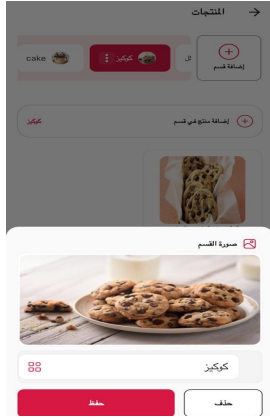 المنتجات
إضافة قسم
كوكيز
cake
إضافة منتج في قسم
كوكيز
صورة القسم
كوكيز
حذف
حفظ